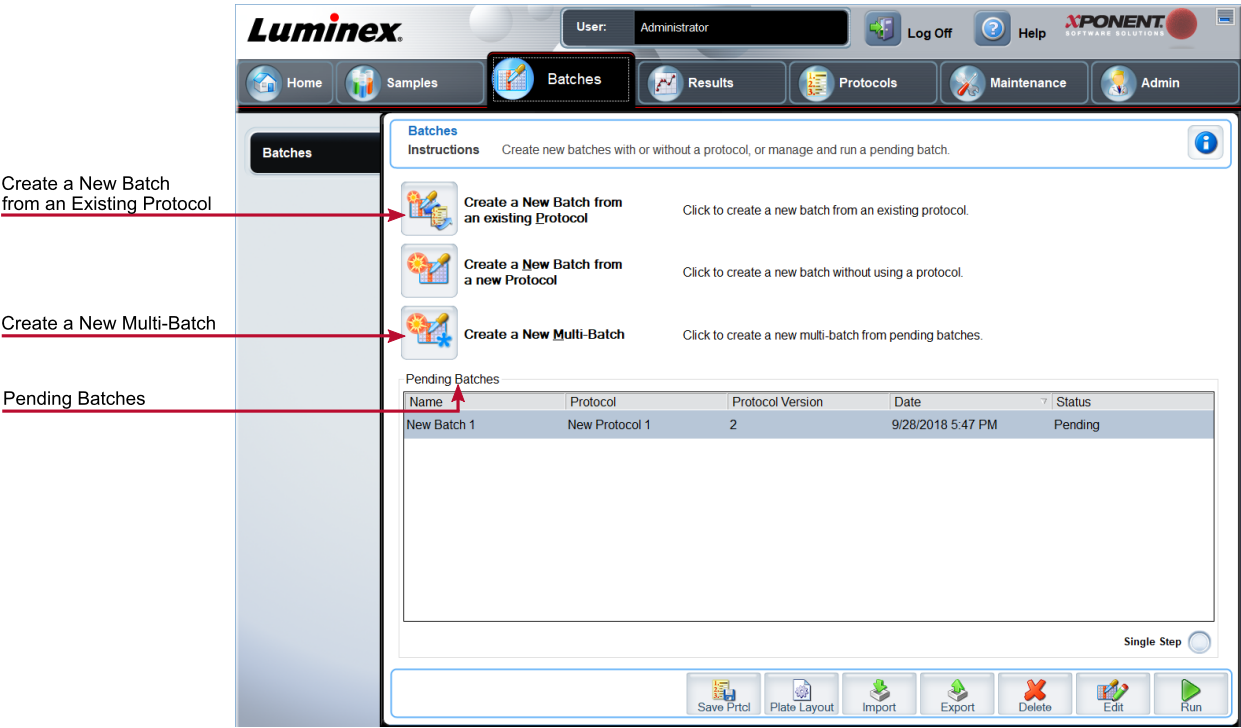 Luminex.
User: Administrator
Log Off
Help
XPONENT.
SOFTWARE SOLUTIONS
Home
Samples
Batches
Results
Protocols
Maintenance
Admin
Batches
Batches
Instructions Create new batches with or without a protocol, or manage and run a pending batch.
Create a New Batch
from an Existing Protocol
Create a New Batch from
an existing Protocol
Click to create a new batch from an existing protocol.
Create a New Batch from
a new Protocol
Click to create a new batch without using a protocol.
Create a New Multi-Batch
Create a New Multi-Batch
Click to create a new multi-batch from pending batches.
Pending Batches
Pending Batches
Name Protocol Protocol Version Date Status
New Batch 1 New Protocol 1 2 9/28/2018 5:47 PM Pending
Single Step
Save Prtcl
Plate Layout
Import
Export
Delete
Edit
Run